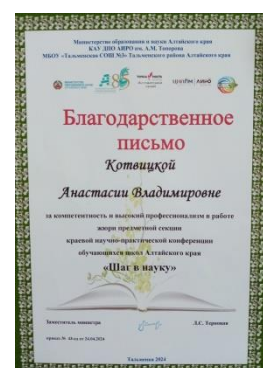 Министерство образования и науки Алтайского края
КАУ ДПО АИРО им. А.М. Топорова
МБОУ «Тальменская СОШ №3» Тальменского района Алтайского края
Благодарственное
письмо
Котвицкой
Анастасии Владимировне
за компетентность и высокий профессионализм в работе
жюри предметной секции
краевой научно-практической конференции
обучающихся школ Алтайского края
«Шаг в науку»
Заместитель министра
Тальменка 2024